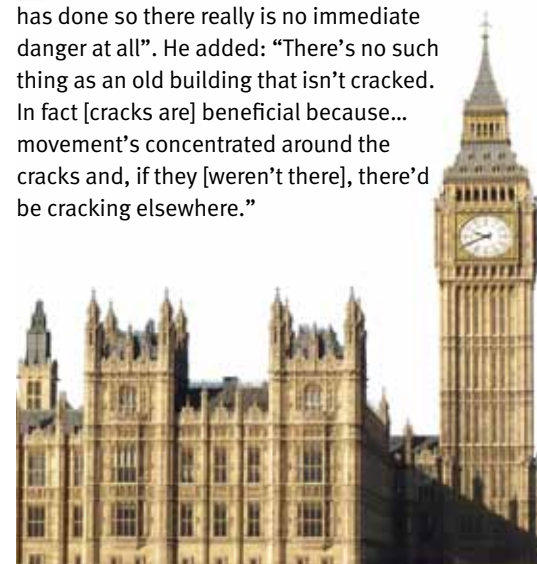 has done so there really is no immediate
danger at all”. He added: “There’s no such
thing as an old building that isn’t cracked.
In fact [cracks are] beneficial because…
movement’s concentrated around the
cracks and, if they [weren’t there], there’d
be cracking elsewhere.”